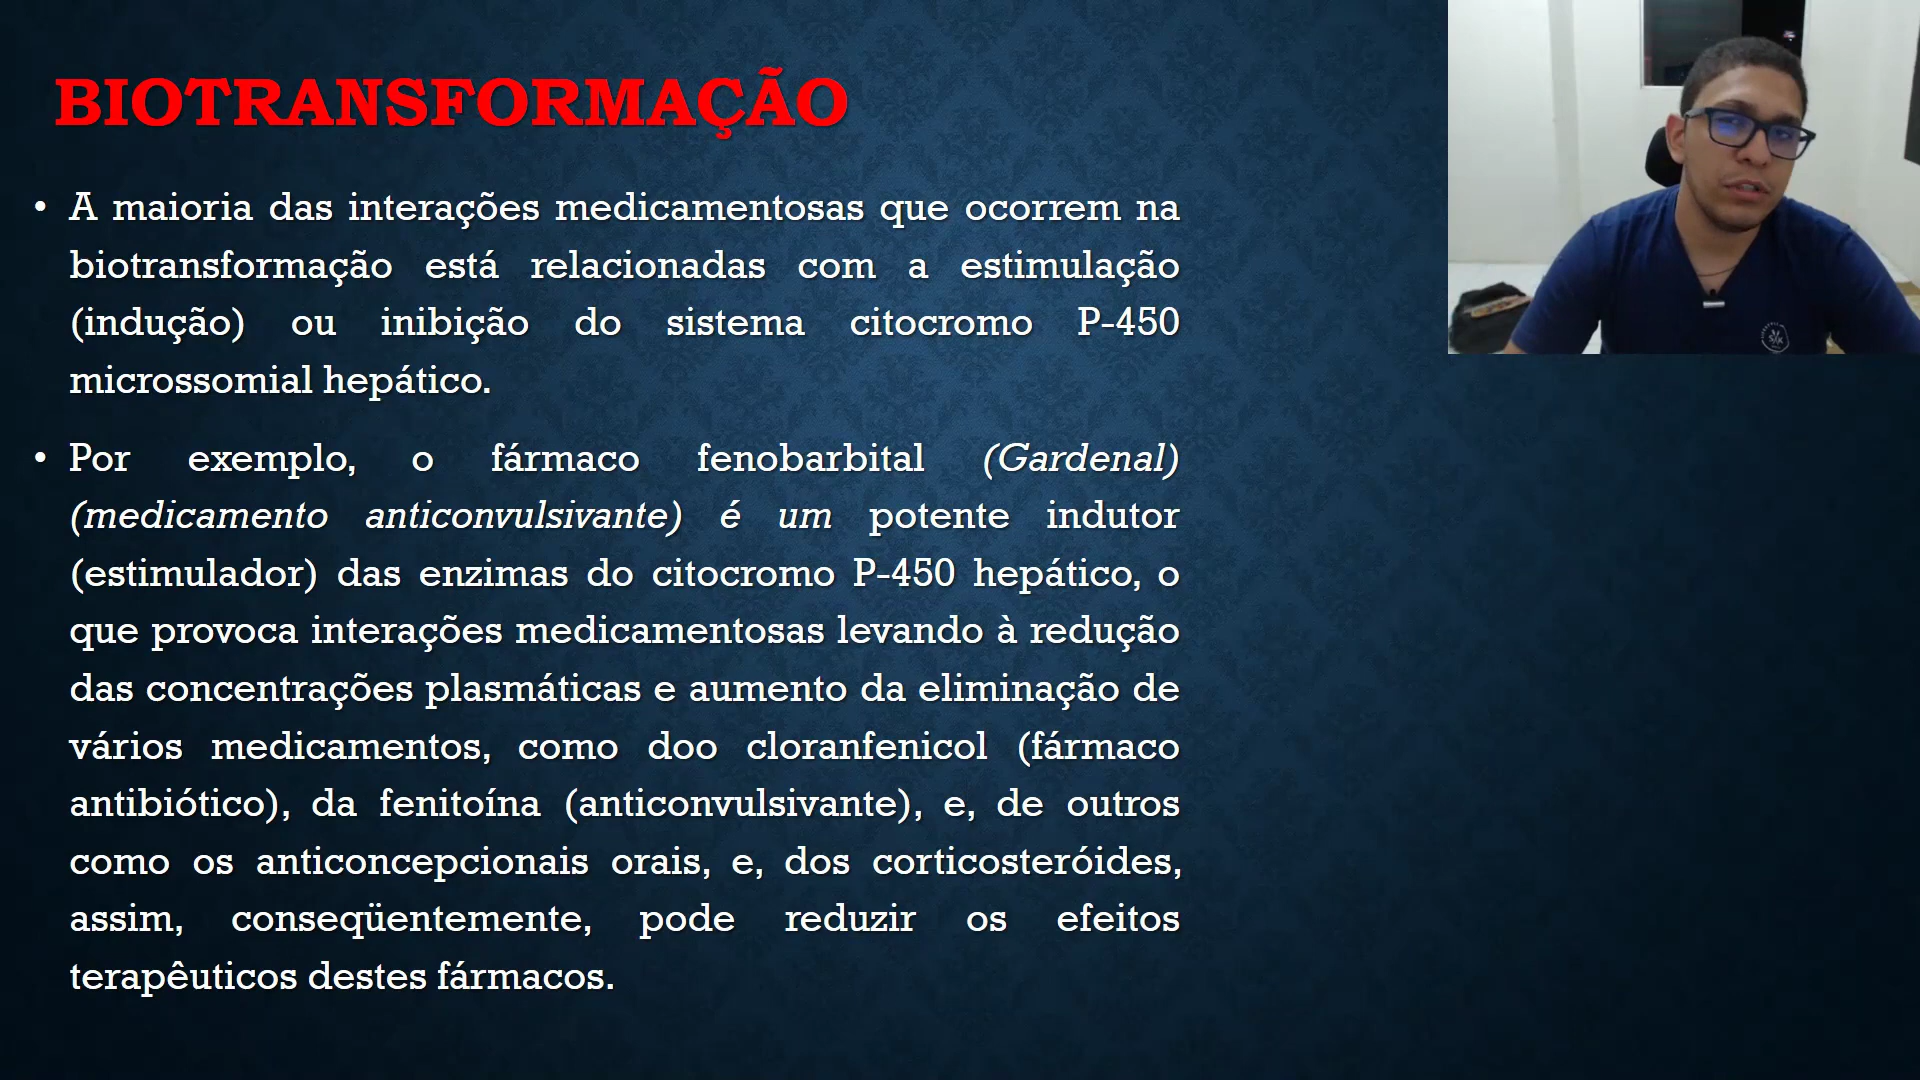 BIOTRANSFORMAÇÃO
• A maioria das interações medicamentosas que ocorrem na
biotransformação está relacionadas com a estimulação
(indução) ou inibição do sistema citocromo P-450
microssomial hepático.
• Por exemplo, o fármaco fenobarbital (Gardenal)
(medicamento anticonvulsivante) é um potente indutor
(estimulador) das enzimas do citocromo P-450 hepático, o
que provoca interações medicamentosas levando à redução
das concentrações plasmáticas e aumento da eliminação de
vários medicamentos, como doo cloranfenicol (fármaco
antibiótico), da fenitoína (anticonvulsivante), e, de outros
como os anticoncepcionais orais, e, dos corticosteróides,
assim, conseqüentemente, pode reduzir os efeitos
terapêuticos destes fármacos.